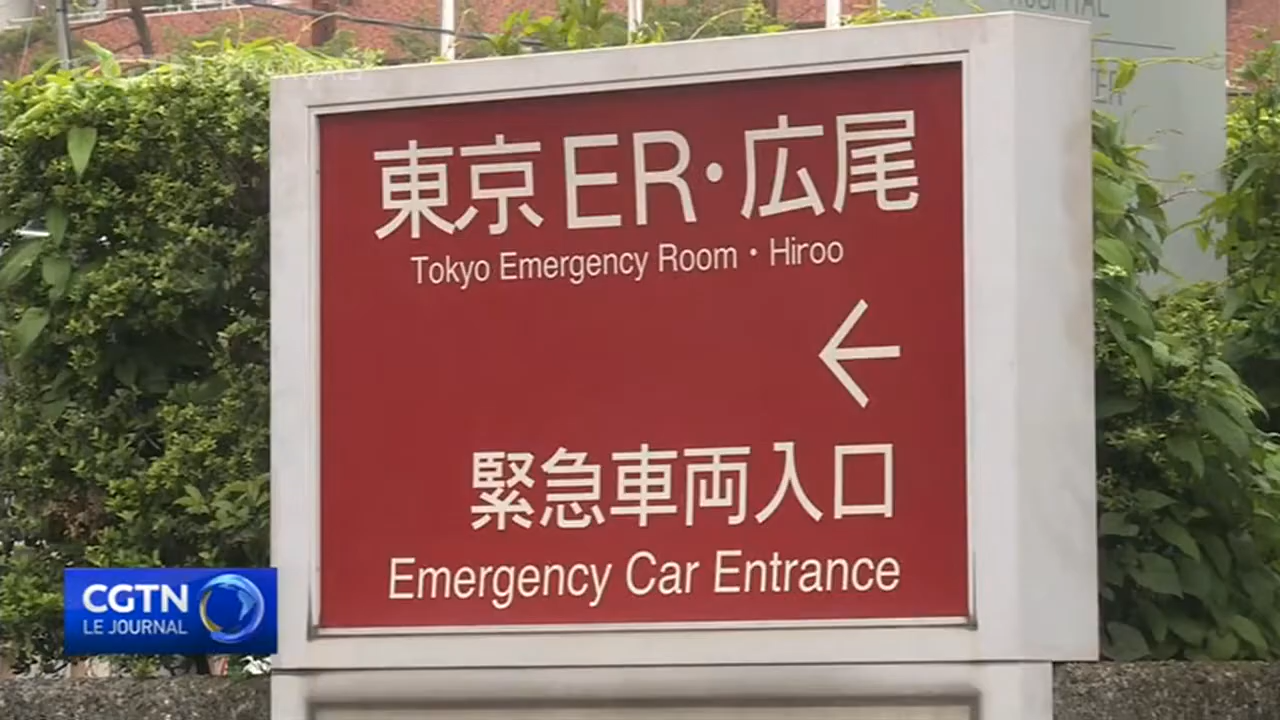 HOSPITAL
東京ER・広尾
Tokyo Emergency Room・Hiroo
←
緊急車両入口
Emergency Car Entrance
CGTN
LE JOURNAL